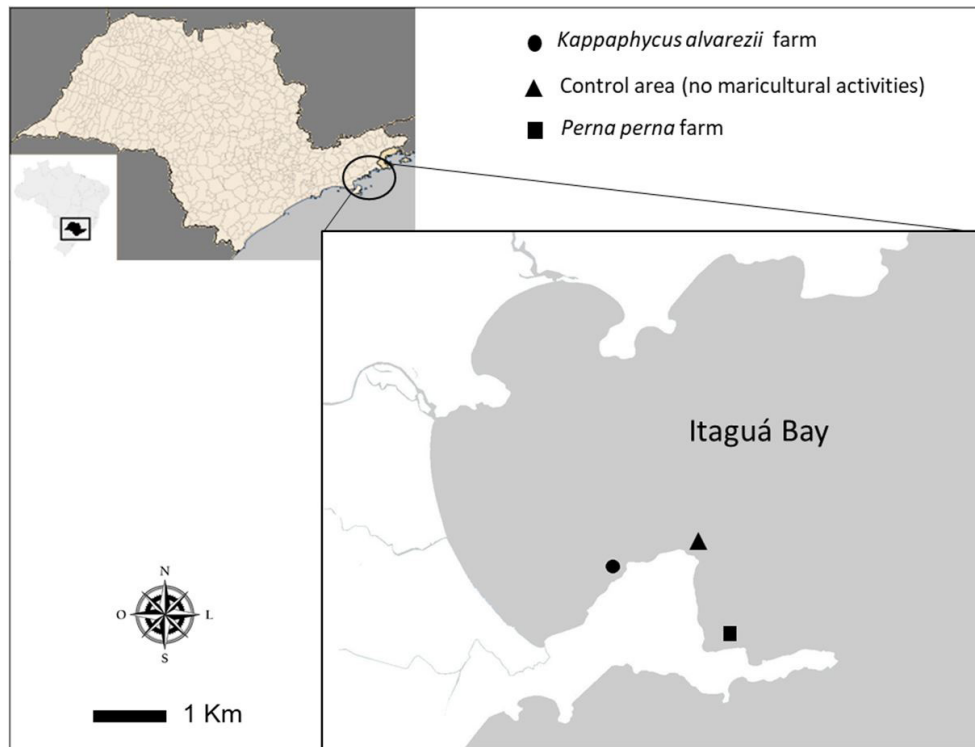 Kappaphycus alvarezii farm
Control area (no maricultural activities)
Perna perna farm
Itaguá Bay
N
O L
S
1 Km